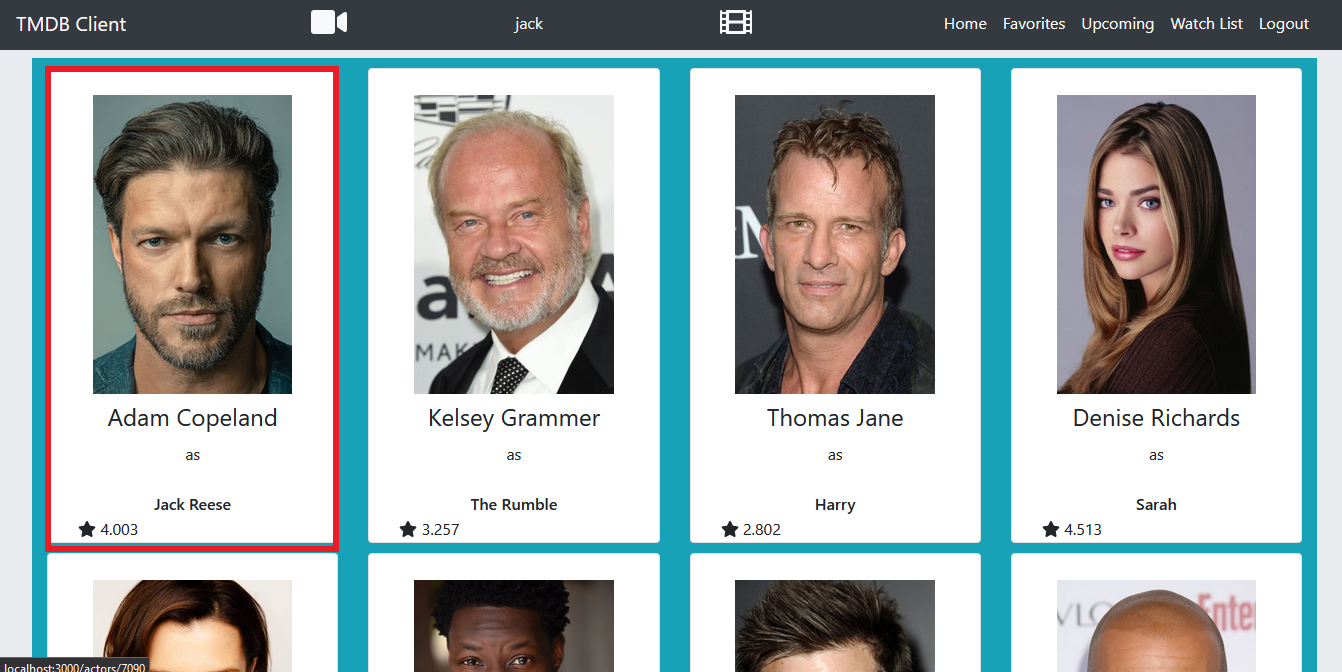 TMDB Client
jack
Home Favorites Upcoming Watch List Logout
Adam Copeland
Kelsey Grammer
Thomas Jane
Denise Richards
as
as
as
as
Jack Reese
The Rumble
Harry
Sarah
4.003
3.257
2.802
4.513
localhost:3000/actors/7090